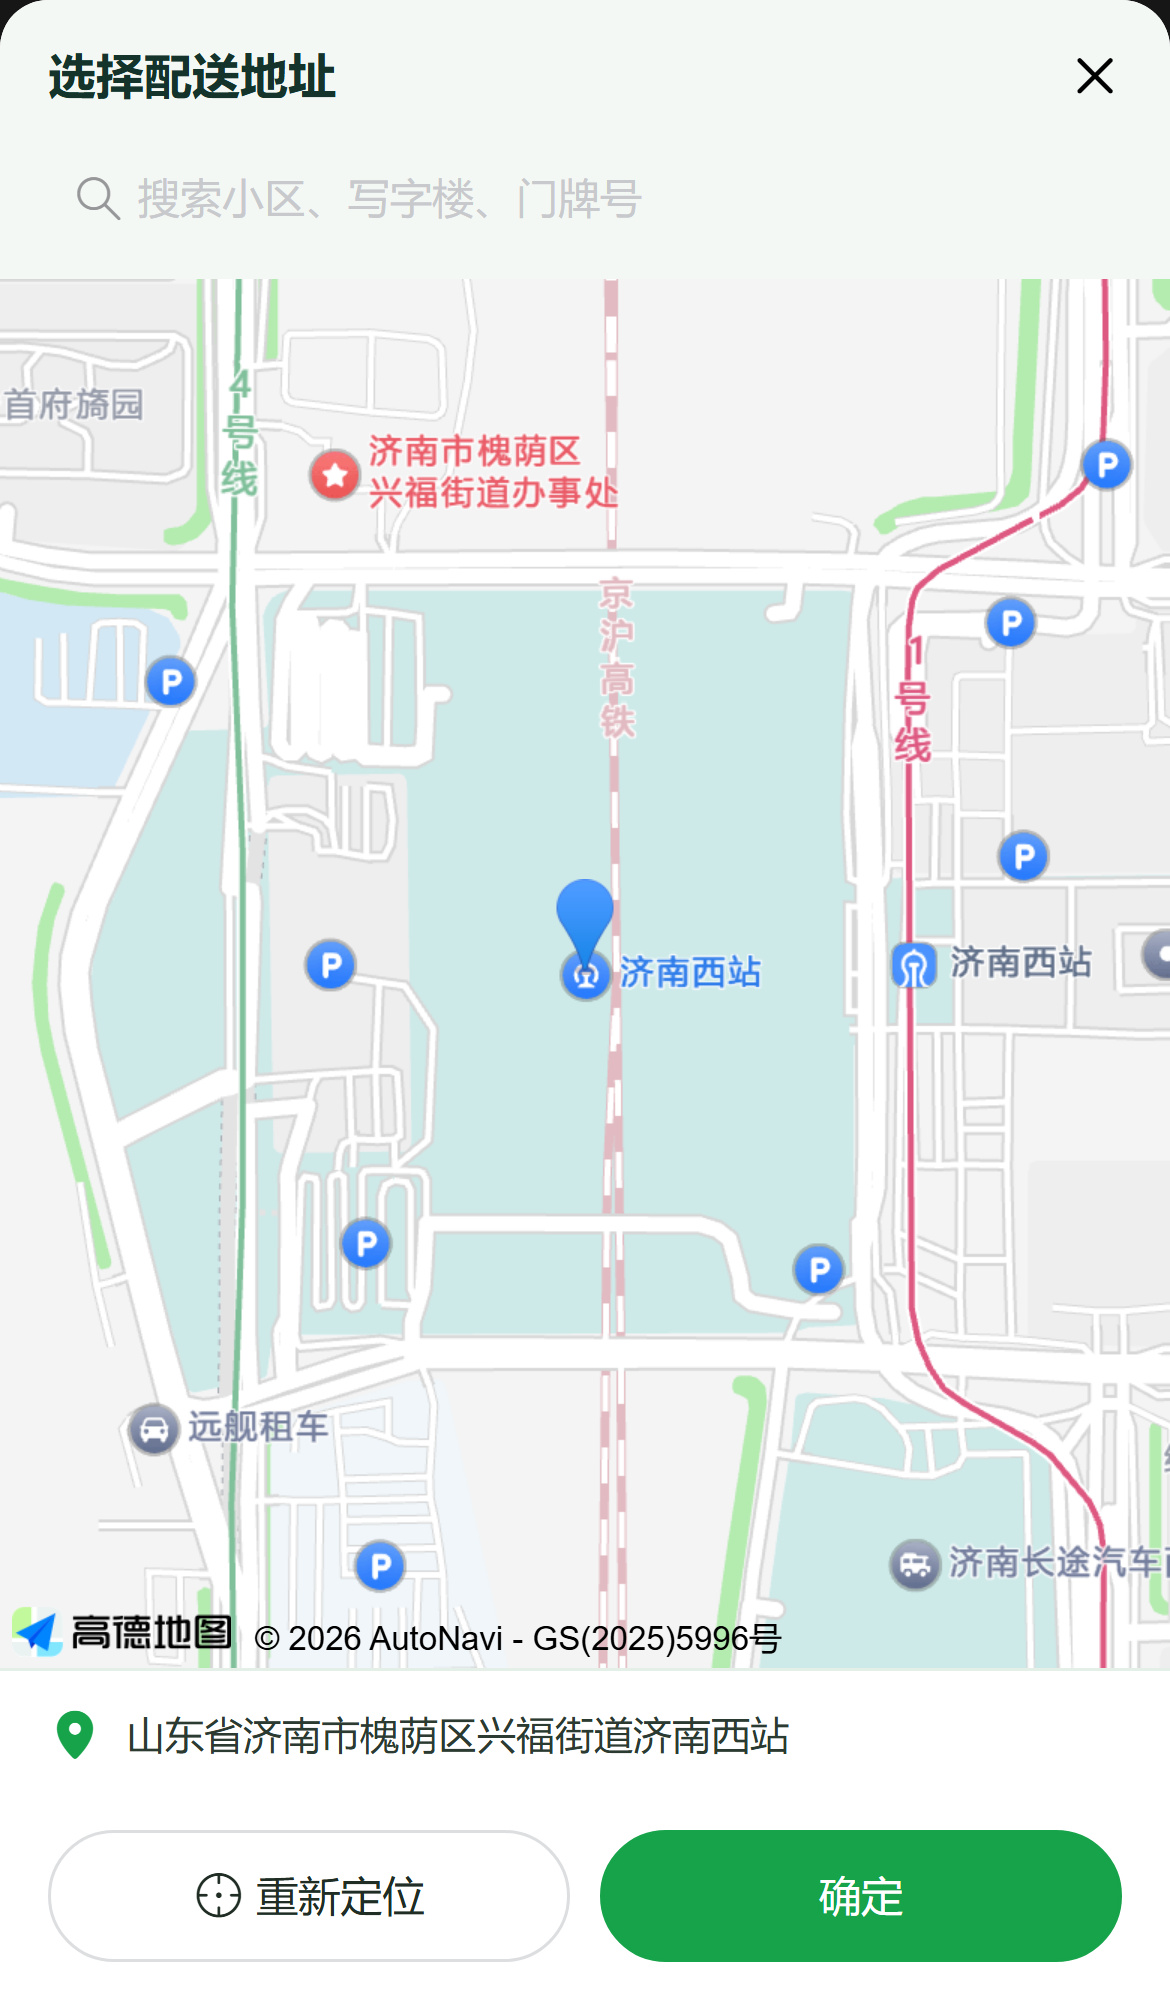 选择配送地址
搜索小区、写字楼、门牌号
首府旖园
4号线
济南市槐荫区
兴福街道办事处
P
京沪高铁
P
P
1号线
P
P
济南西站
济南西站
P
P
远舰租车
P
济南长途汽车
高德地图
© 2026 AutoNavi - GS(2025)5996号
山东省济南市槐荫区兴福街道济南西站
重新定位
确定